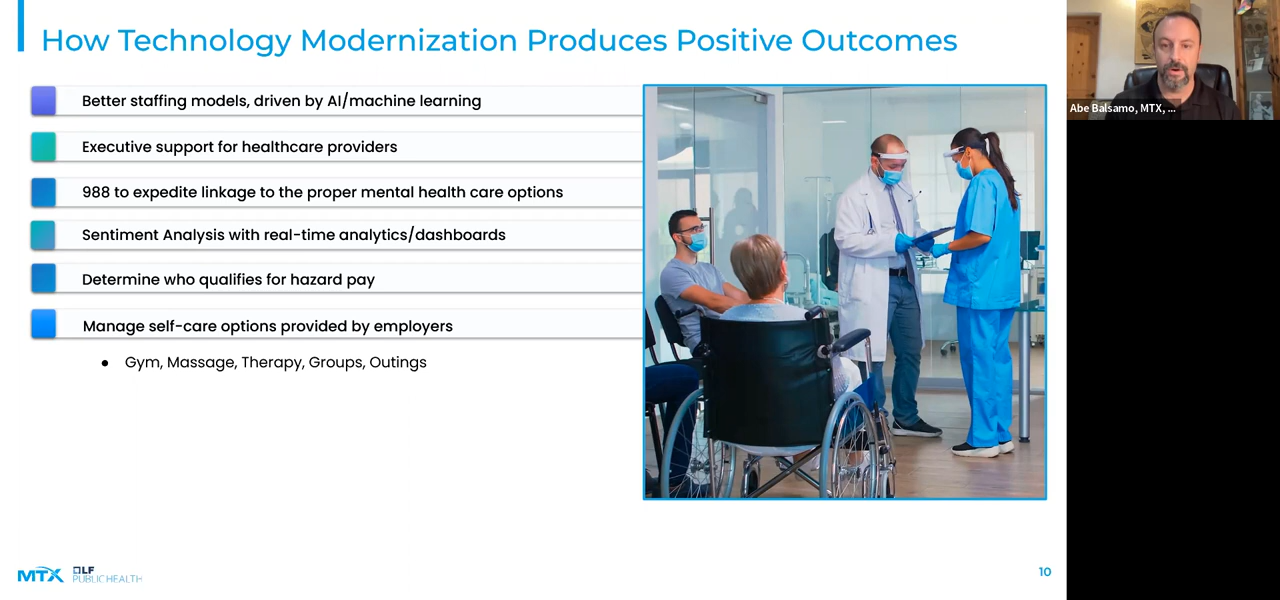 How Technology Modernization Produces Positive Outcomes
Better staffing models, driven by AI/machine learning
Executive support for healthcare providers
988 to expedite linkage to the proper mental health care options
Sentiment Analysis with real-time analytics/dashboards
Determine who qualifies for hazard pay
Manage self-care options provided by employers
• Gym, Massage, Therapy, Groups, Outings
Abe Balsamo, MTX, ...
MTX
LF
PUBLIC HEALTH
10